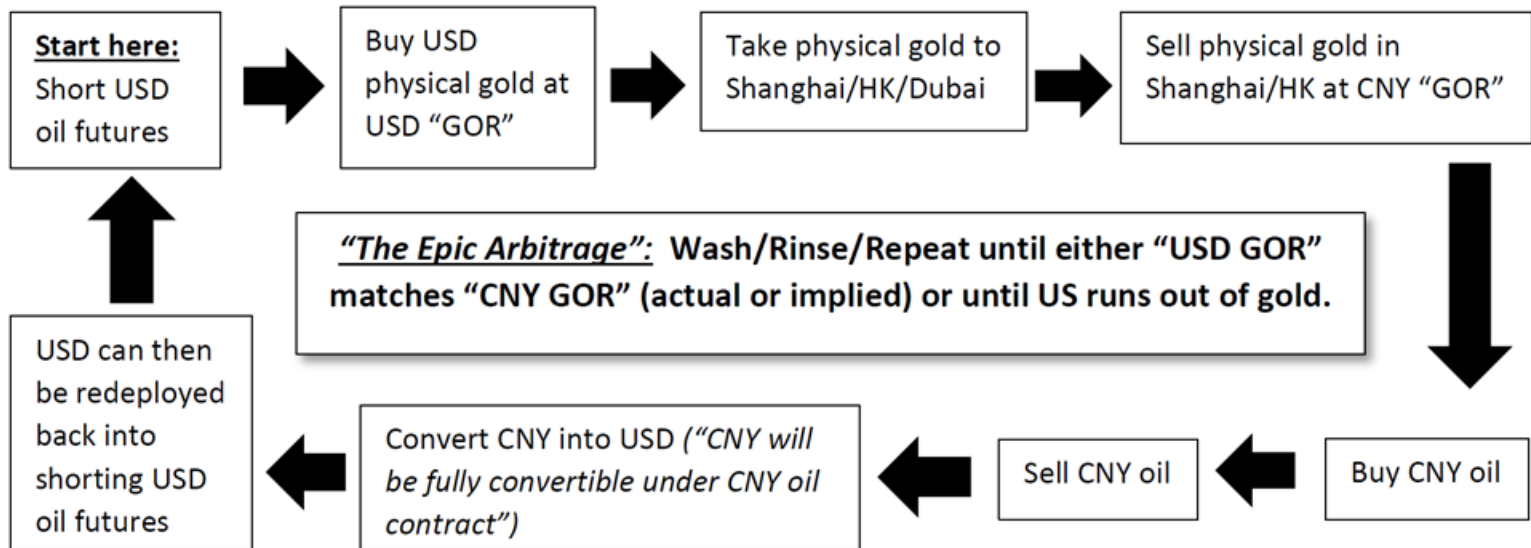 Start here:
Short USD
oil futures
Buy USD
physical gold at
USD “GOR”
Take physical gold to
Shanghai/HK/Dubai
Sell physical gold in
Shanghai/HK at CNY “GOR”
“The Epic Arbitrage”: Wash/Rinse/Repeat until either “USD GOR”
matches “CNY GOR” (actual or implied) or until US runs out of gold.
Buy CNY oil
Sell CNY oil
Convert CNY into USD (“CNY will
be fully convertible under CNY oil
contract”)
USD can then
be redeployed
back into
shorting USD
oil futures